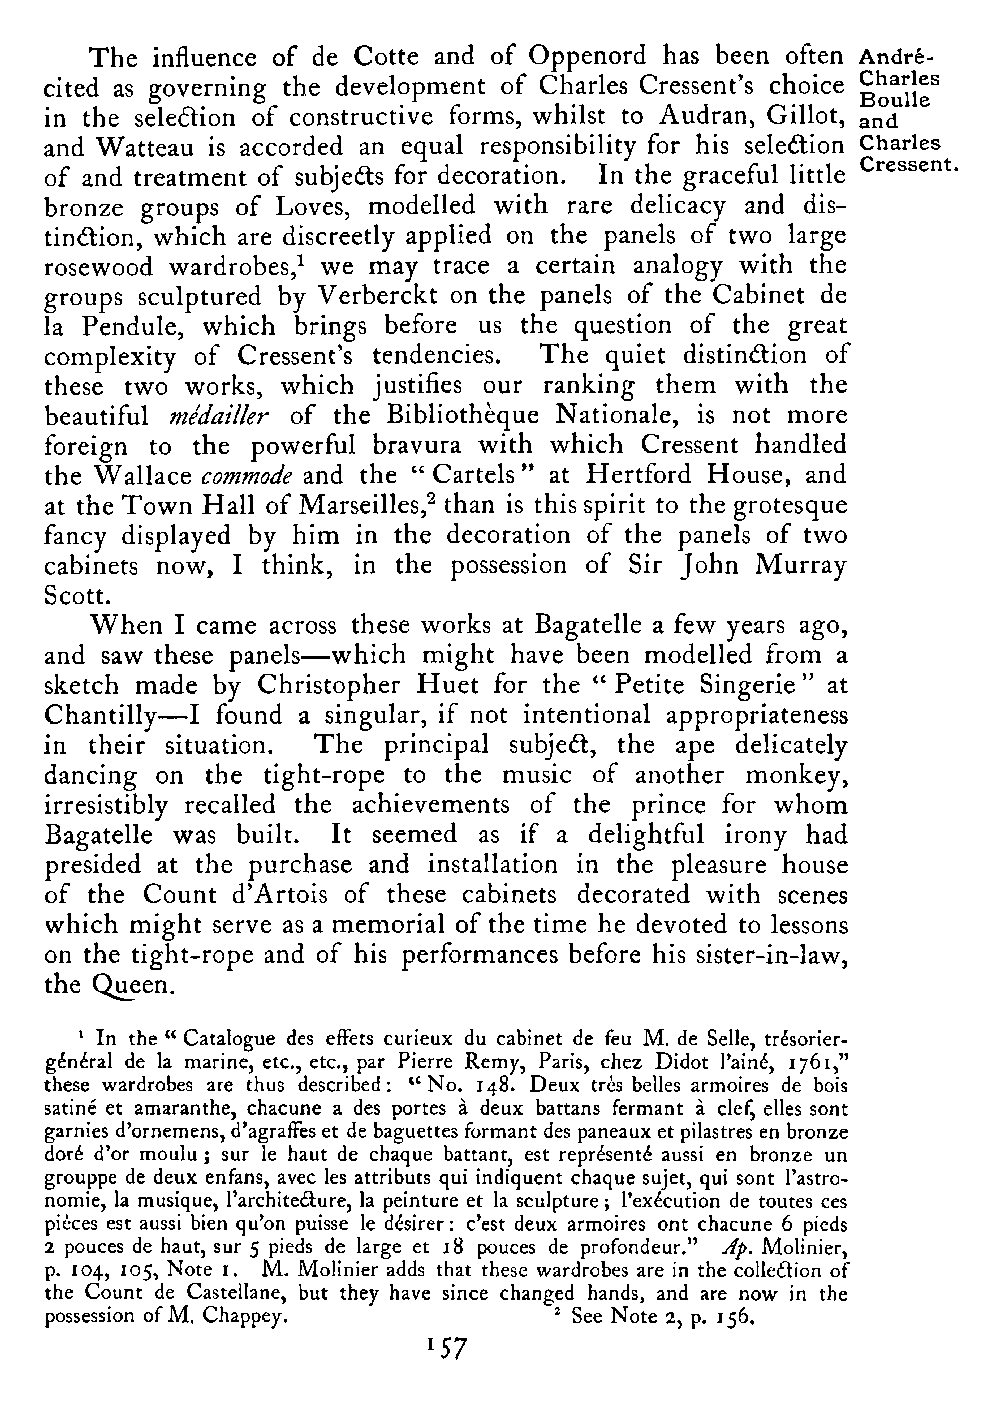 The influence of de Cotte and of Oppenord has been often
cited as governing the development of Charles Cressent's choice
in the selection of constructive forms, whilst to Audran, Gillot,
and Watteau is accorded an equal responsibility for his selection
of and treatment of subjects for decoration. In the graceful little
bronze groups of Loves, modelled with rare delicacy and dis-
tinction, which are discreetly applied on the panels of two large
rosewood wardrobes,¹ we may trace a certain analogy with the
groups sculptured by Verberckt on the panels of the Cabinet de
la Pendule, which brings before us the question of the great
complexity of Cressent's tendencies. The quiet distinction of
these two works, which justifies our ranking them with the
beautiful médailler of the Bibliothèque Nationale, is not more
foreign to the powerful bravura with which Cressent handled
the Wallace commode and the “Cartels” at Hertford House, and
at the Town Hall of Marseilles,² than is this spirit to the grotesque
fancy displayed by him in the decoration of the panels of two
cabinets now, I think, in the possession of Sir John Murray
Scott.
When I came across these works at Bagatelle a few years ago,
and saw these panels—which might have been modelled from a
sketch made by Christopher Huet for the “Petite Singerie” at
Chantilly—I found a singular, if not intentional appropriateness
in their situation. The principal subject, the ape delicately
dancing on the tight-rope to the music of another monkey,
irresistibly recalled the achievements of the prince for whom
Bagatelle was built. It seemed as if a delightful irony had
presided at the purchase and installation in the pleasure house
of the Count d'Artois of these cabinets decorated with scenes
which might serve as a memorial of the time he devoted to lessons
on the tight-rope and of his performances before his sister-in-law,
the Queen.
André-
Charles
Boulle
and
Charles
Cressent.
¹ In the “Catalogue des effets curieux du cabinet de feu M. de Selle, trésorier-
général de la marine, etc., etc., par Pierre Remy, Paris, chez Didot l'ainé, 1761,”
these wardrobes are thus described: “No. 148. Deux très belles armoires de bois
satiné et amaranthe, chacune a des portes à deux battans fermant à clef, elles sont
garnies d'ornemens, d'agraffes et de baguettes formant des paneaux et pilastres en bronze
doré d'or moulu; sur le haut de chaque battant, est représenté aussi en bronze un
grouppe de deux enfans, avec les attributs qui indiquent chaque sujet, qui sont l'astro-
nomie, la musique, l'architecture, la peinture et la sculpture; l'exécution de toutes ces
pièces est aussi bien qu'on puisse le désirer: c'est deux armoires ont chacune 6 pieds
2 pouces de haut, sur 5 pieds de large et 18 pouces de profondeur.” Ap. Molinier,
p. 104, 105, Note 1. M. Molinier adds that these wardrobes are in the collection of
the Count de Castellane, but they have since changed hands, and are now in the
possession of M. Chappey. ² See Note 2, p. 156.
157